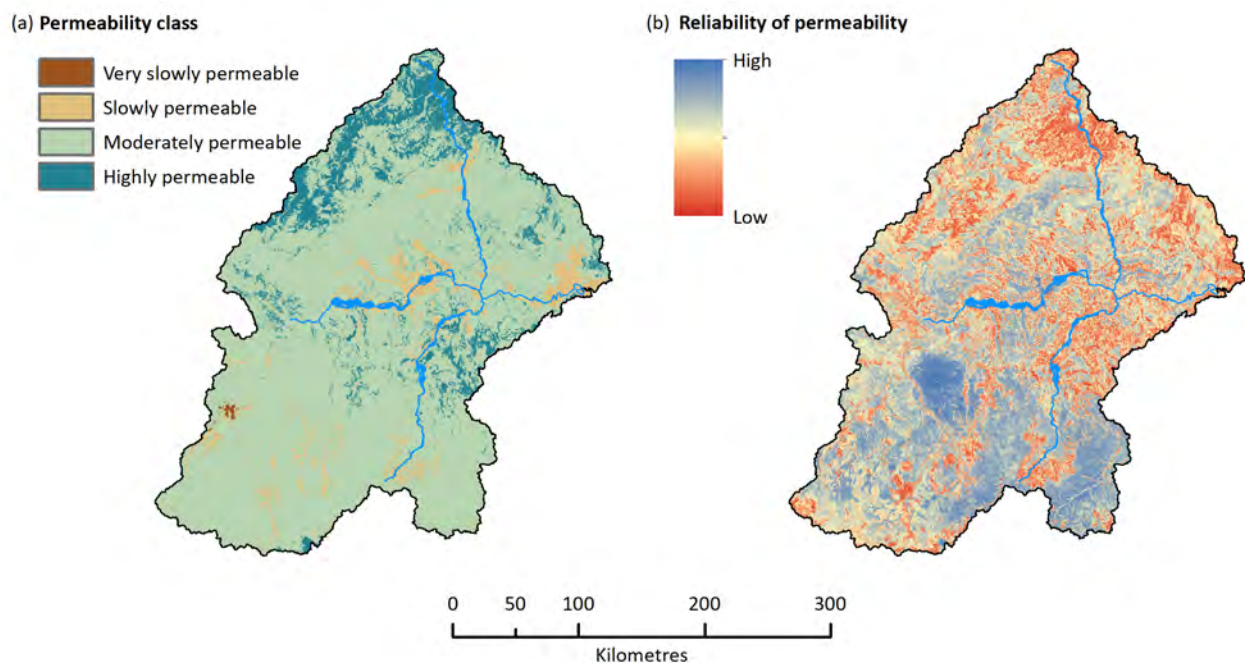 (a) Permeability class
Very slowly permeable
Slowly permeable
Moderately permeable
Highly permeable
(b) Reliability of permeability
High
Low
0 50 100 200 300
Kilometres